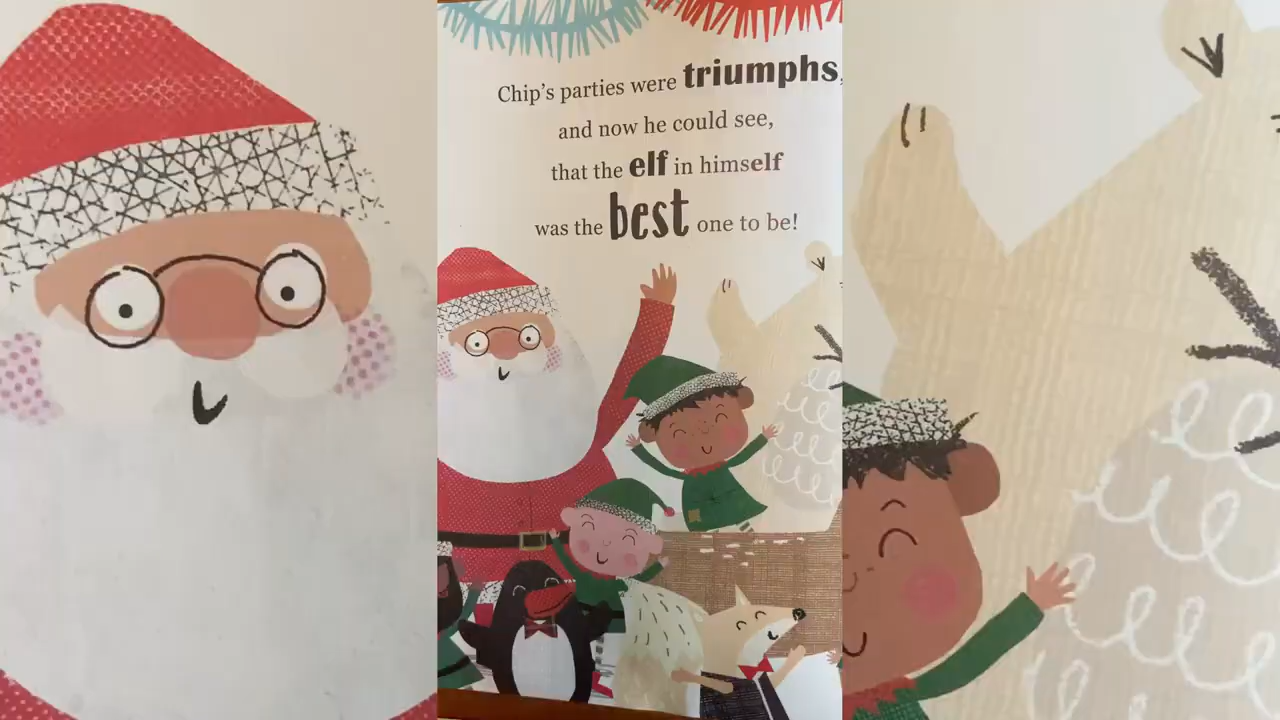 Chip's parties were triumphs,
and now he could see,
that the elf in himself
was the best one to be!